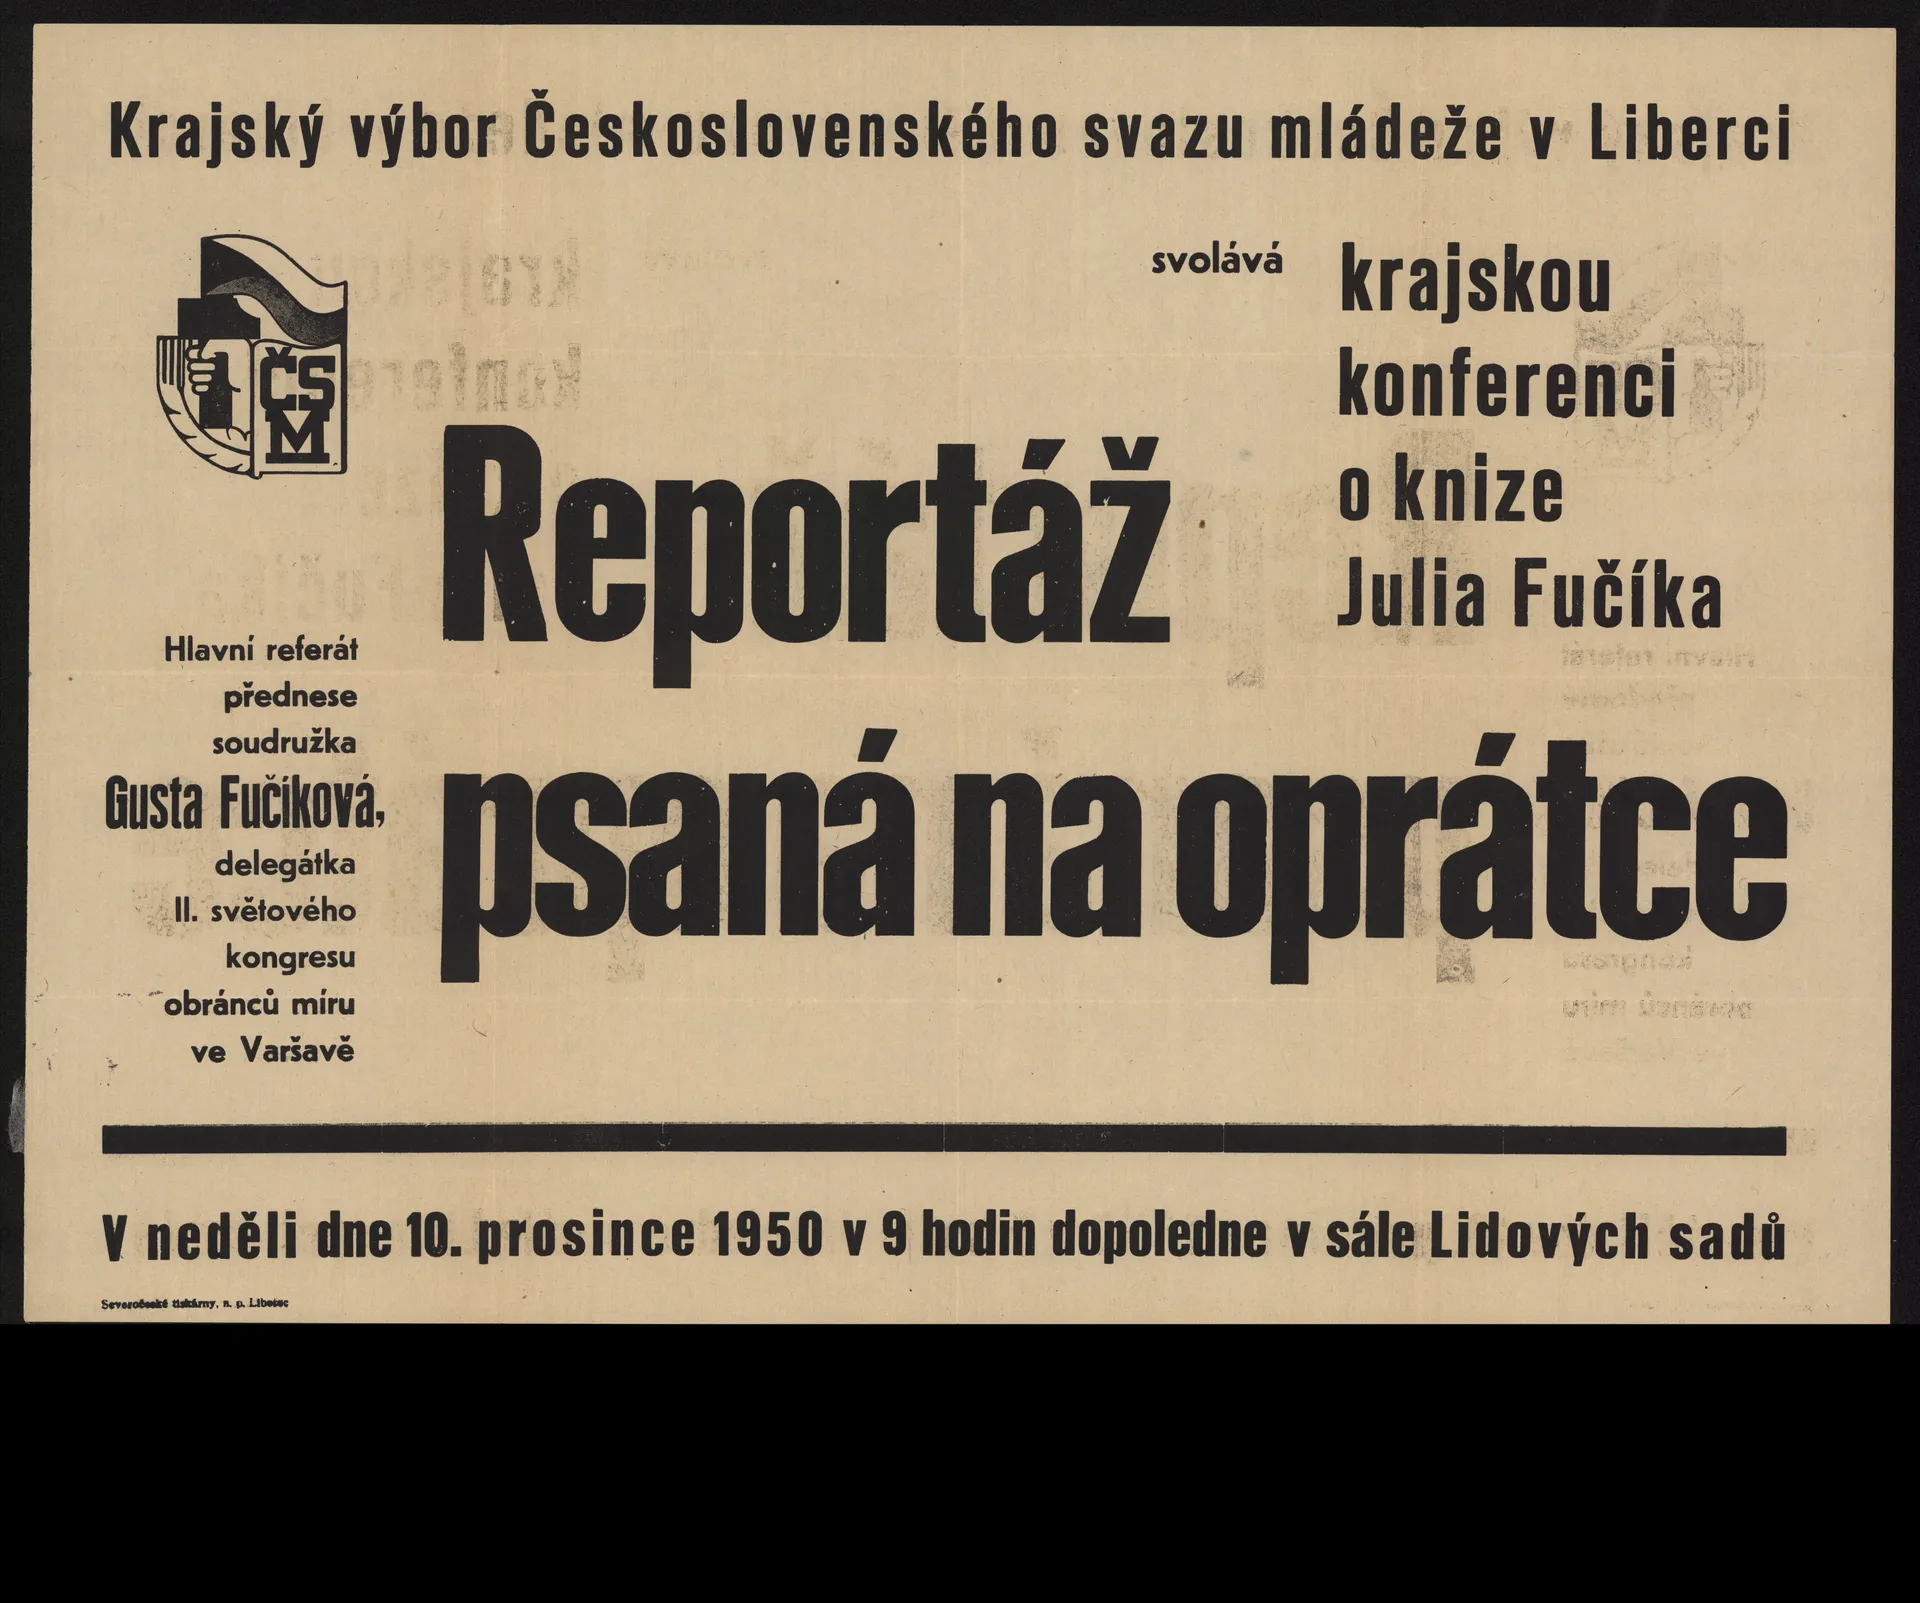 Krajský výbor Československého svazu mládeže v Liberci
svolává
krajskou
konferenci
o knize
Julia Fučíka
ČS
M
Reportáž
psaná na oprátce
Hlavní referát
přednese
soudružka
Gusta Fučíková,
delegátka
II. světového
kongresu
obránců míru
ve Varšavě
V neděli dne 10. prosince 1950 v 9 hodin dopoledne v sále Lidových sadů
Severočeské tiskárny, n. p. Liberec